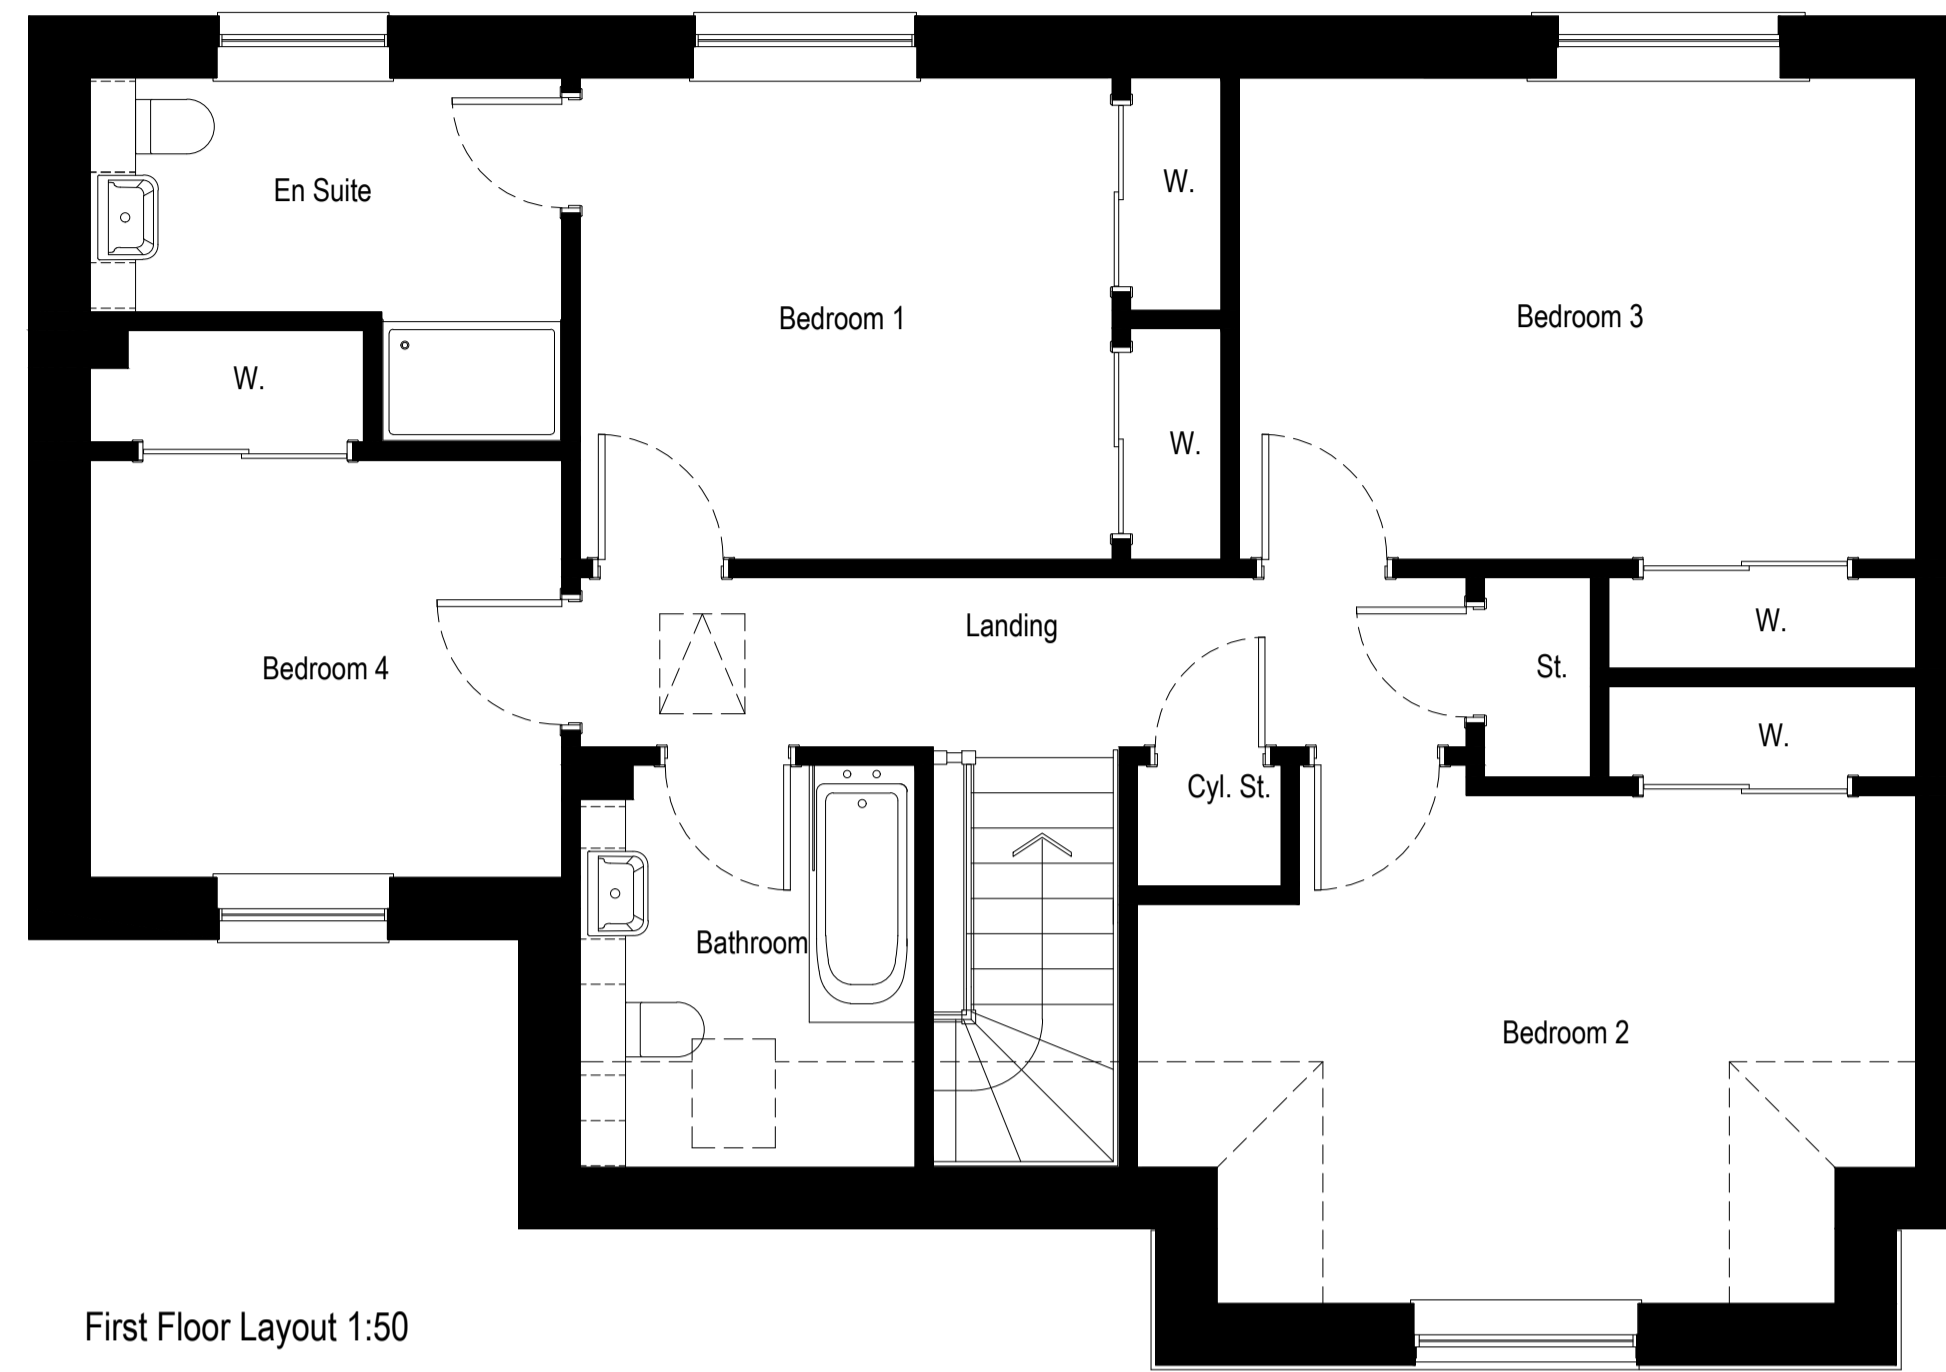 En Suite
W.
Bedroom 1
Bedroom 3
W.
W.
Landing
W.
Bedroom 4
St.
W.
Cyl. St.
Bathroom
Bedroom 2
First Floor Layout 1:50